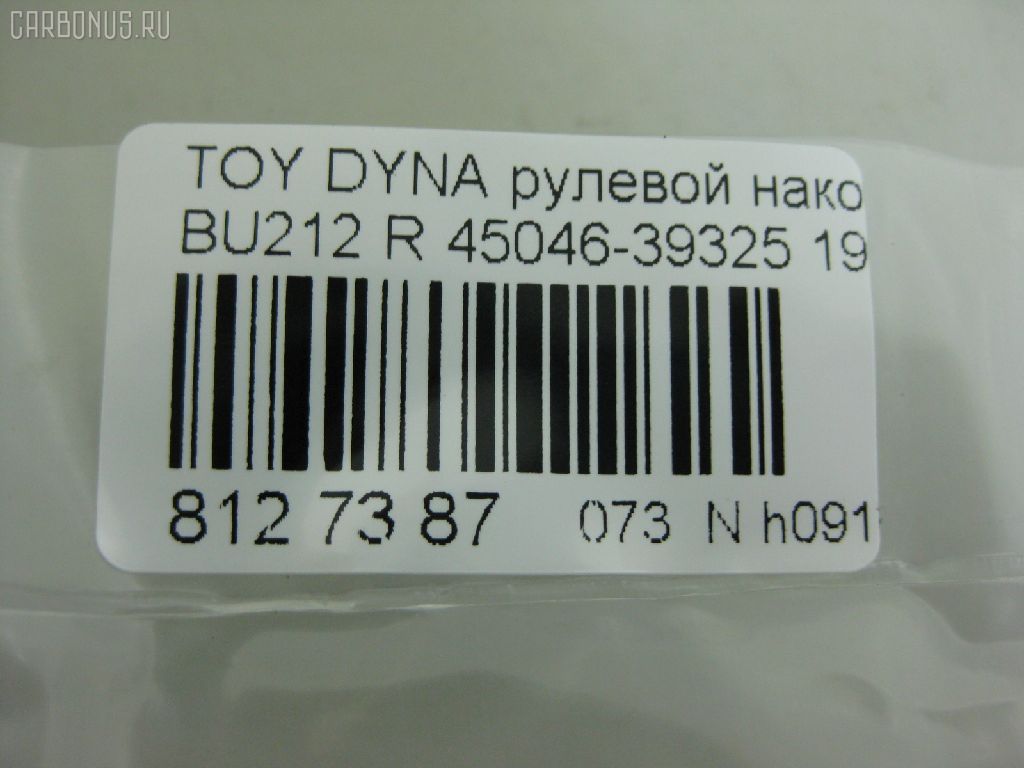 CARBONUS.RU
TOY DYNA рулевой нако
BU212 R 45046-39325 19
812 73 87 073 N h091